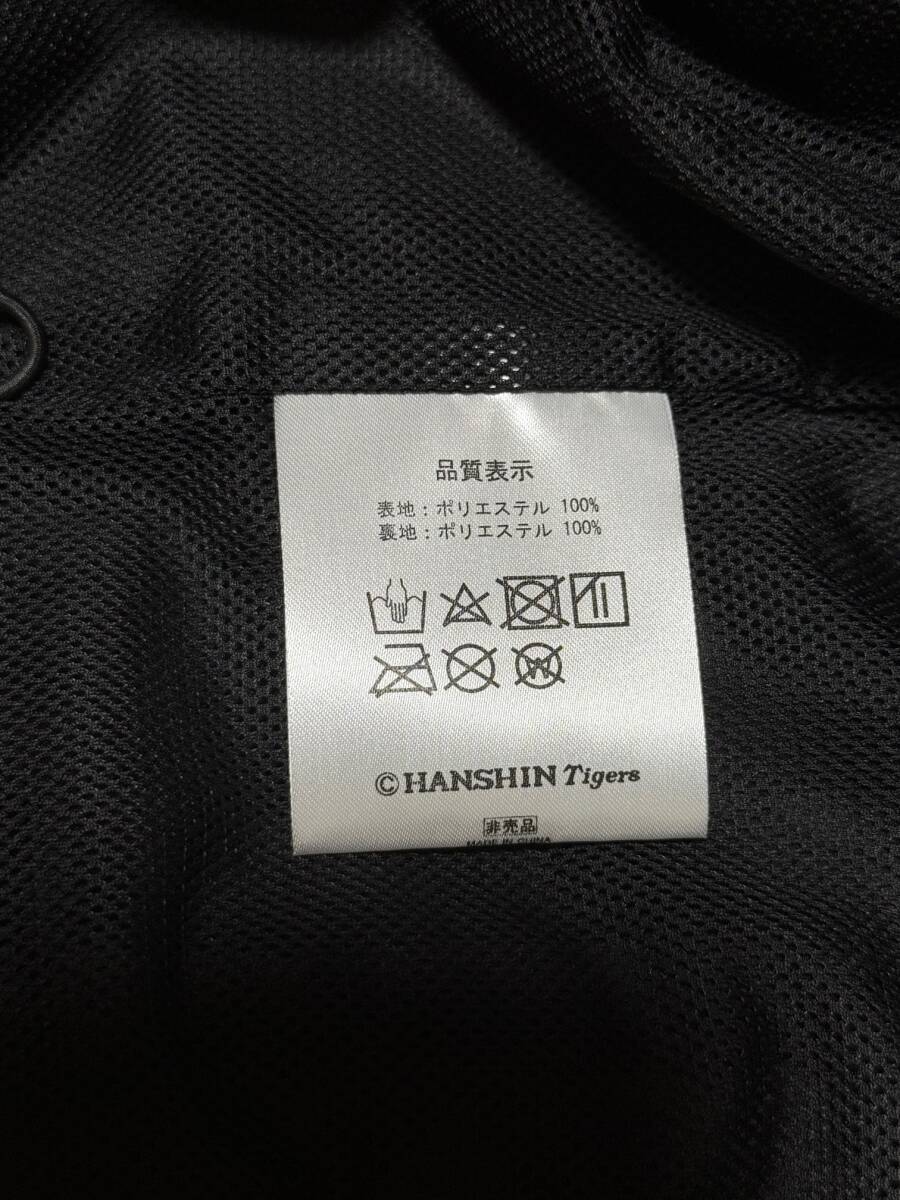 品質表示
表地：ポリエステル 100%
裏地：ポリエステル 100%
©HANSHIN Tigers
非売品
MADE IN CHINA